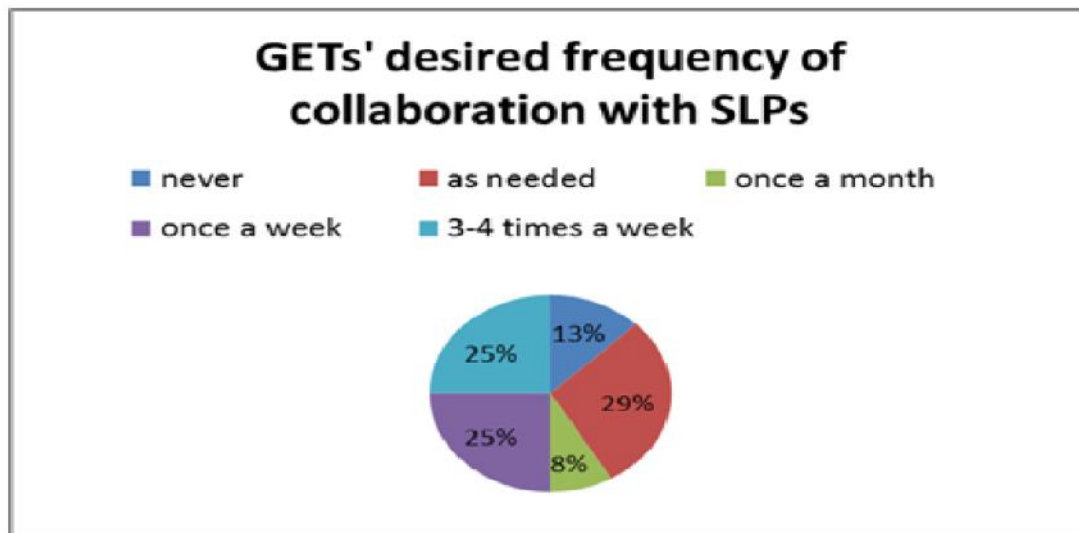 GETs' desired frequency of
collaboration with SLPs
never as needed once a month
once a week 3-4 times a week
13%
25%
29%
25%
8%